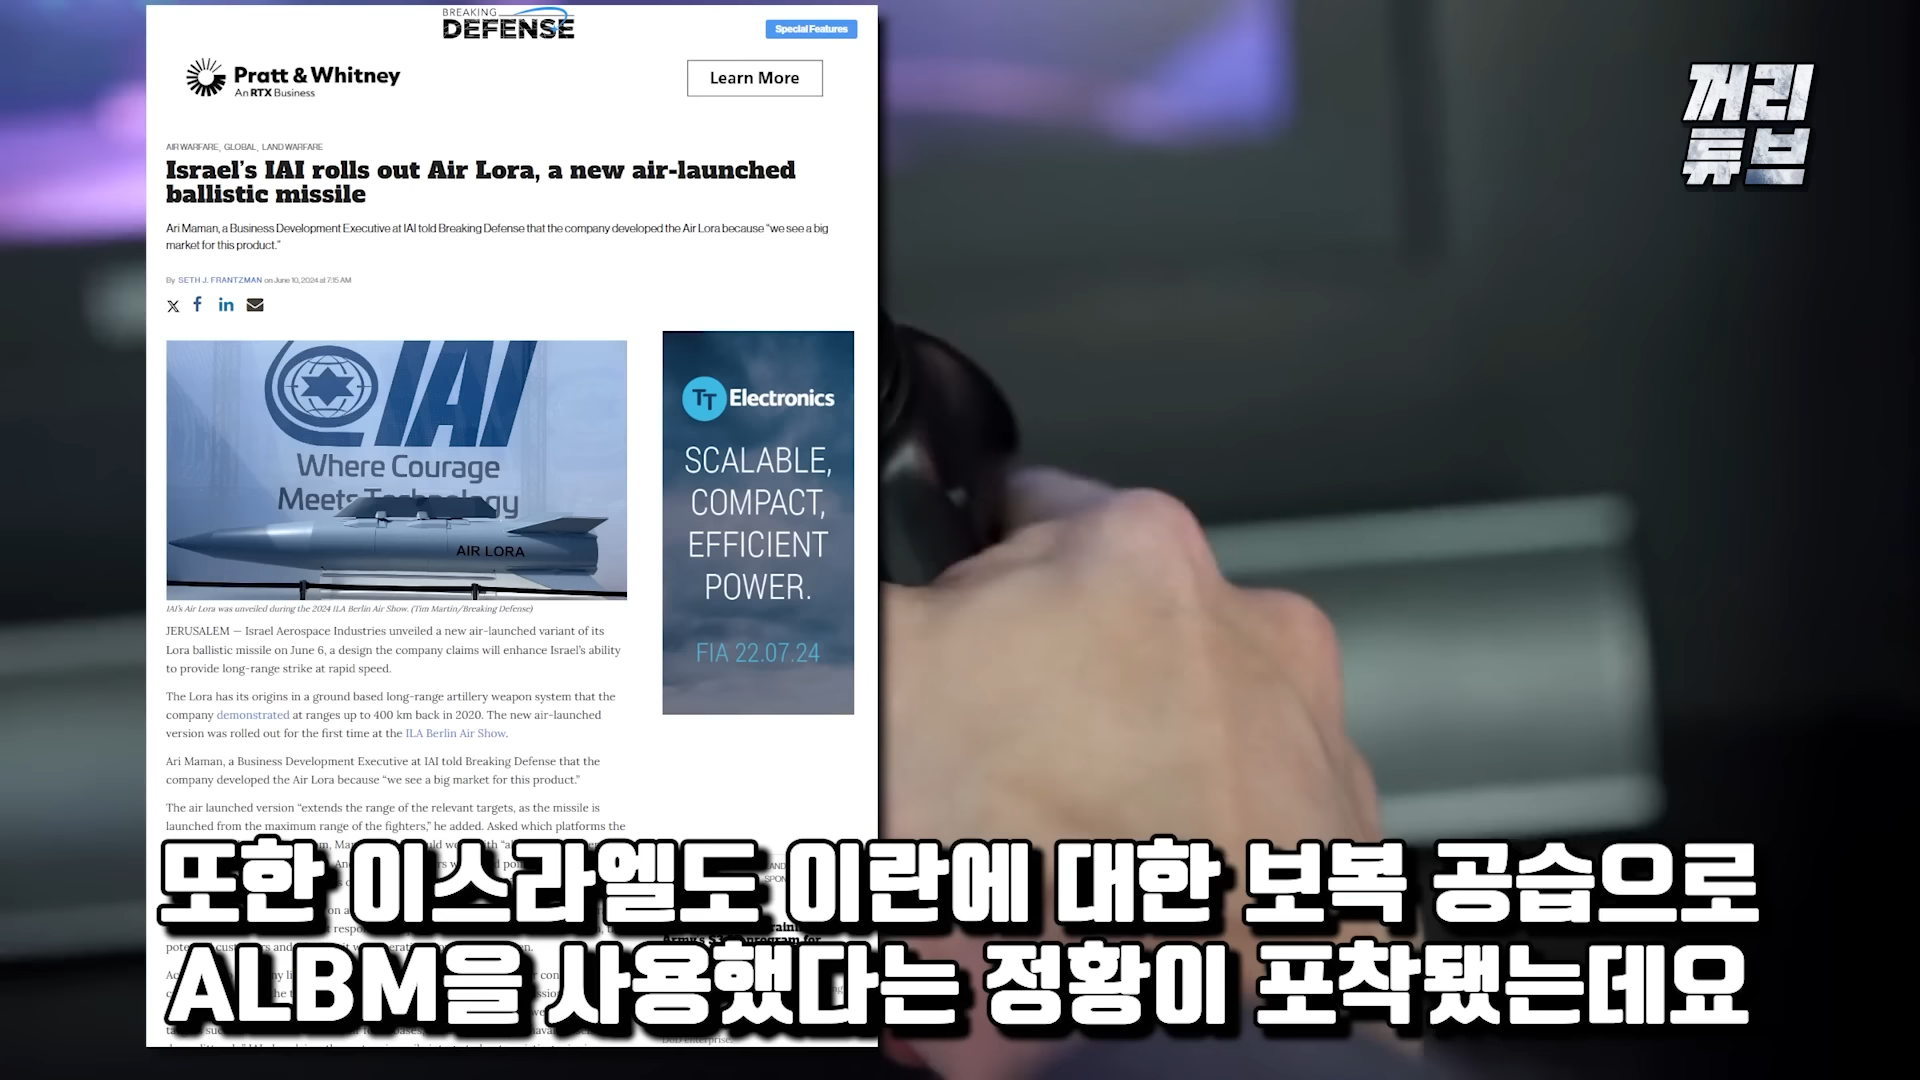 BREAKING
DEFENSE
Special Features
Pratt & Whitney
An RTX Business
Learn More
꺼리
튜브
AIR WARFARE, GLOBAL, LAND WARFARE
Israel's IAI rolls out Air Lora, a new air-launched
ballistic missile
Ari Maman, a Business Development Executive at IAI told Breaking Defense that the company developed the Air Lora because “we see a big
market for this product.”
By SETH J. FRANTZMAN on June 10, 2024 at 7:15 AM
IAI
Where Courage
Meets Technology
AIR LORA
TT Electronics
SCALABLE,
COMPACT,
EFFICIENT
POWER.
FIA 22.07.24
IAI's Air Lora was unveiled during the 2024 ILA Berlin Air Show. (Tim Martin/Breaking Defense)
JERUSALEM — Israel Aerospace Industries unveiled a new air-launched variant of its
Lora ballistic missile on June 6, a design the company claims will enhance Israel's ability
to provide long-range strike at rapid speed.
The Lora has its origins in a ground based long-range artillery weapon system that the
company demonstrated at ranges up to 400 km back in 2020. The new air-launched
version was rolled out for the first time at the ILA Berlin Air Show.
Ari Maman, a Business Development Executive at IAI told Breaking Defense that the
company developed the Air Lora because “we see a big market for this product.”
The air launched version “extends the range of the relevant targets, as the missile is
launched from the maximum range of the fighters,” he added. Asked which platforms the
또한 이스라엘도 이란에 대한 보복 공습으로
ALBM을 사용했다는 정황이 포착됐는데요